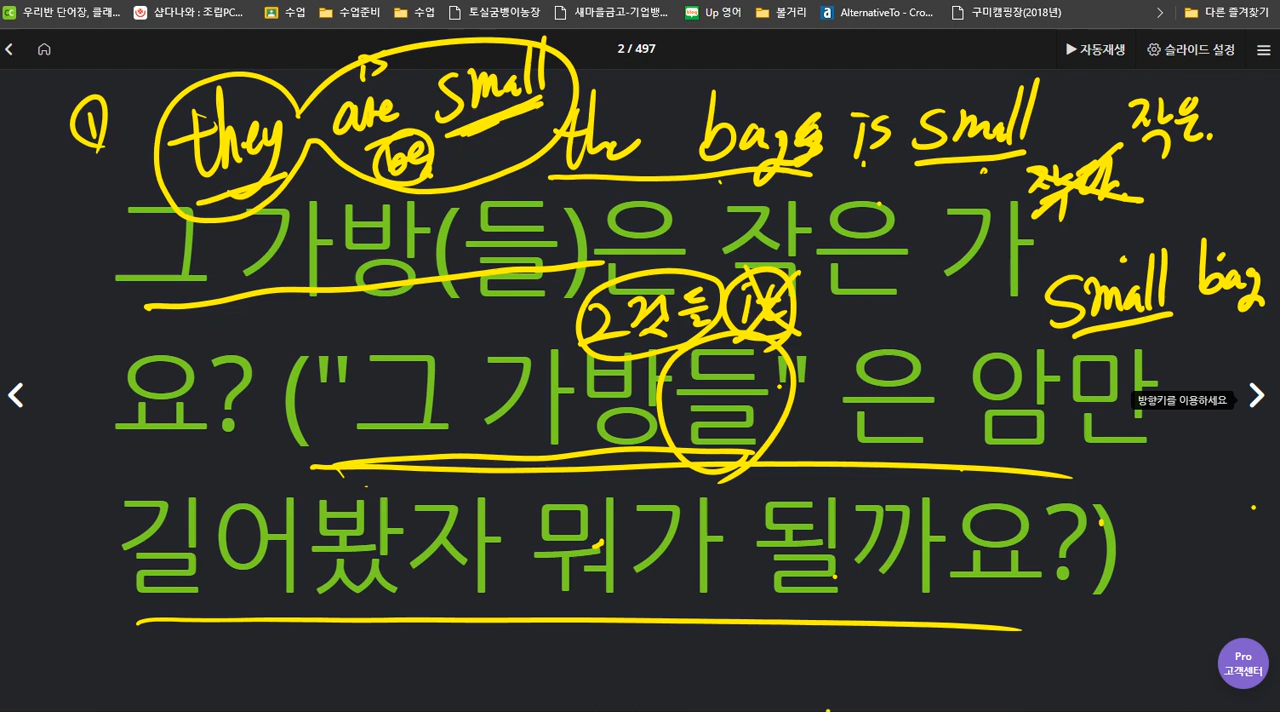 우리반 단어장, 클래... 샵다나와 : 조립PC... 수업 수업준비 수업 토실굼벵이농장 새마을금고-기업뱅... Up 영어 볼거리 AlternativeTo - Cro... 구미캠핑장(2018년) 다른 즐겨찾기
2 / 497 자동재생 슬라이드 설정
① they is are be small the bags is small 작은.
그 가방(들)은 작은 가
그것들
small bag
요? ("그 가방들" 은 암만
방향키를 이용하세요
길어봤자 뭐가 될까요?)
Pro
고객센터